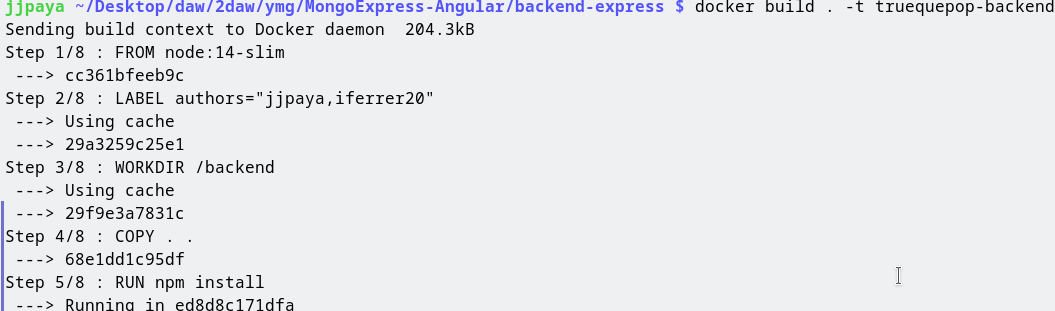 jjpaya ~/Desktop/daw/2daw/ymg/MongoExpress-Angular/backend-express $ docker build . -t truequepop-backend
Sending build context to Docker daemon  204.3kB
Step 1/8 : FROM node:14-slim
 ---> cc361bfeeb9c
Step 2/8 : LABEL authors="jjpaya,iferrer20"
 ---> Using cache
 ---> 29a3259c25e1
Step 3/8 : WORKDIR /backend
 ---> Using cache
 ---> 29f9e3a7831c
Step 4/8 : COPY . .
 ---> 68e1dd1c95df
Step 5/8 : RUN npm install
 ---> Running in ed8d8c171dfa